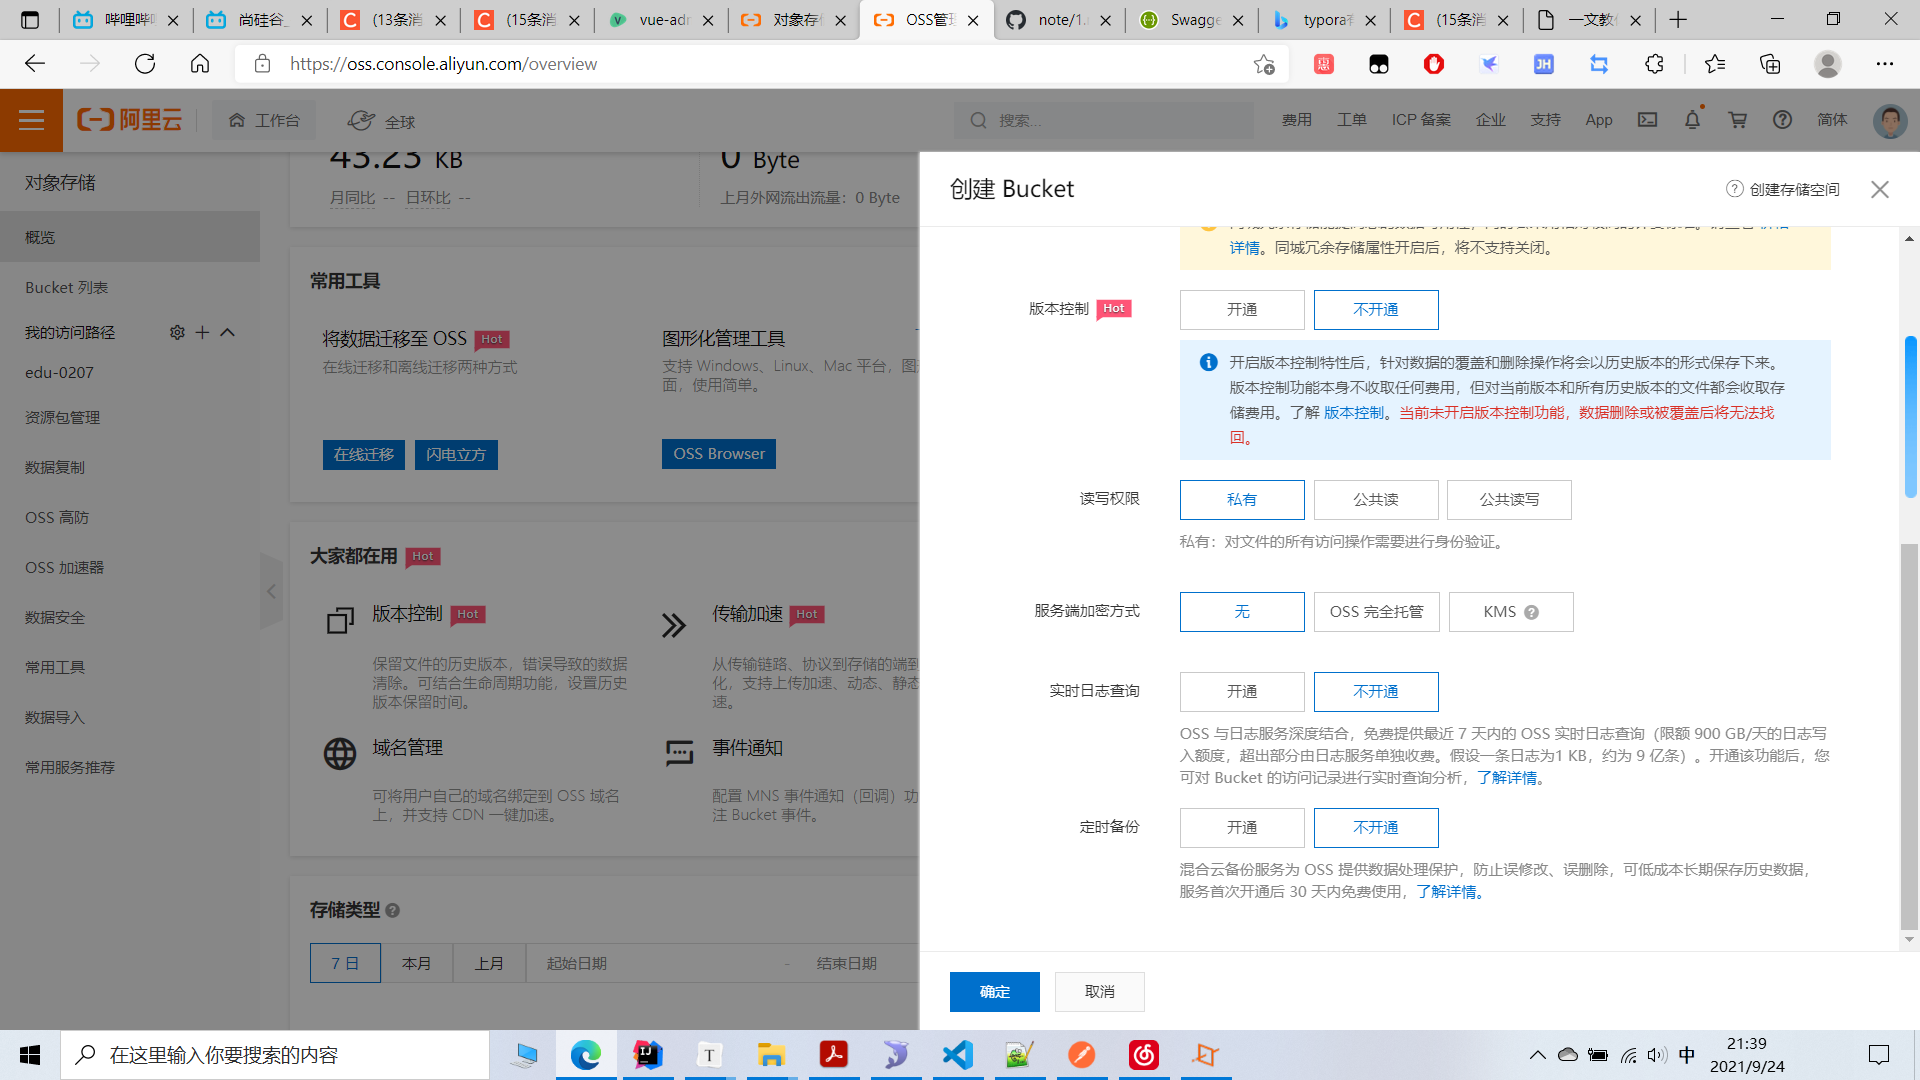 哔哩哔
尚硅谷_
(13条消
(15条消
vue-adr
对象存
OSS管理
note/1.
Swagge
typora
(15条消
一文教
https://oss.console.aliyun.com/overview
阿里云
工作台
全球
搜索...
费用
工单
ICP 备案
企业
支持
App
简体
对象存储
概览
Bucket 列表
我的访问路径
edu-0207
资源包管理
数据复制
OSS 高防
OSS 加速器
数据安全
常用工具
数据导入
常用服务推荐
43.23 KB
月同比 -- 日环比 --
0 Byte
上月外网流出流量：0 Byte
常用工具
将数据迁移至 OSS Hot
在线迁移和离线迁移两种方式
在线迁移
闪电立方
图形化管理工具
支持 Windows、Linux、Mac 平台，图
面，使用简单。
OSS Browser
大家都在用 Hot
版本控制 Hot
保留文件的历史版本，错误导致的数据
清除。可结合生命周期功能，设置历史
版本保留时间。
传输加速 Hot
从传输链路、协议到存储的端到
化，支持上传加速、动态、静态
速。
域名管理
可将用户自己的域名绑定到 OSS 域名
上，并支持 CDN 一键加速。
事件通知
配置 MNS 事件通知（回调）功
注 Bucket 事件。
存储类型
7 日
本月
上月
起始日期
-
结束日期
创建 Bucket
创建存储空间
详情。同城冗余存储属性开启后，将不支持关闭。
版本控制 Hot
开通
不开通
开启版本控制特性后，针对数据的覆盖和删除操作将会以历史版本的形式保存下来。
版本控制功能本身不收取任何费用，但对当前版本和所有历史版本的文件都会收取存
储费用。了解 版本控制。当前未开启版本控制功能，数据删除或被覆盖后将无法找
回。
读写权限
私有
公共读
公共读写
私有：对文件的所有访问操作需要进行身份验证。
服务端加密方式
无
OSS 完全托管
KMS
实时日志查询
开通
不开通
OSS 与日志服务深度结合，免费提供最近 7 天内的 OSS 实时日志查询（限额 900 GB/天的日志写
入额度，超出部分由日志服务单独收费。假设一条日志为1 KB，约为 9 亿条）。开通该功能后，您
可对 Bucket 的访问记录进行实时查询分析，了解详情。
定时备份
开通
不开通
混合云备份服务为 OSS 提供数据处理保护，防止误修改、误删除，可低成本长期保存历史数据，
服务首次开通后 30 天内免费使用，了解详情。
确定
取消
在这里输入你要搜索的内容
中
21:39
2021/9/24